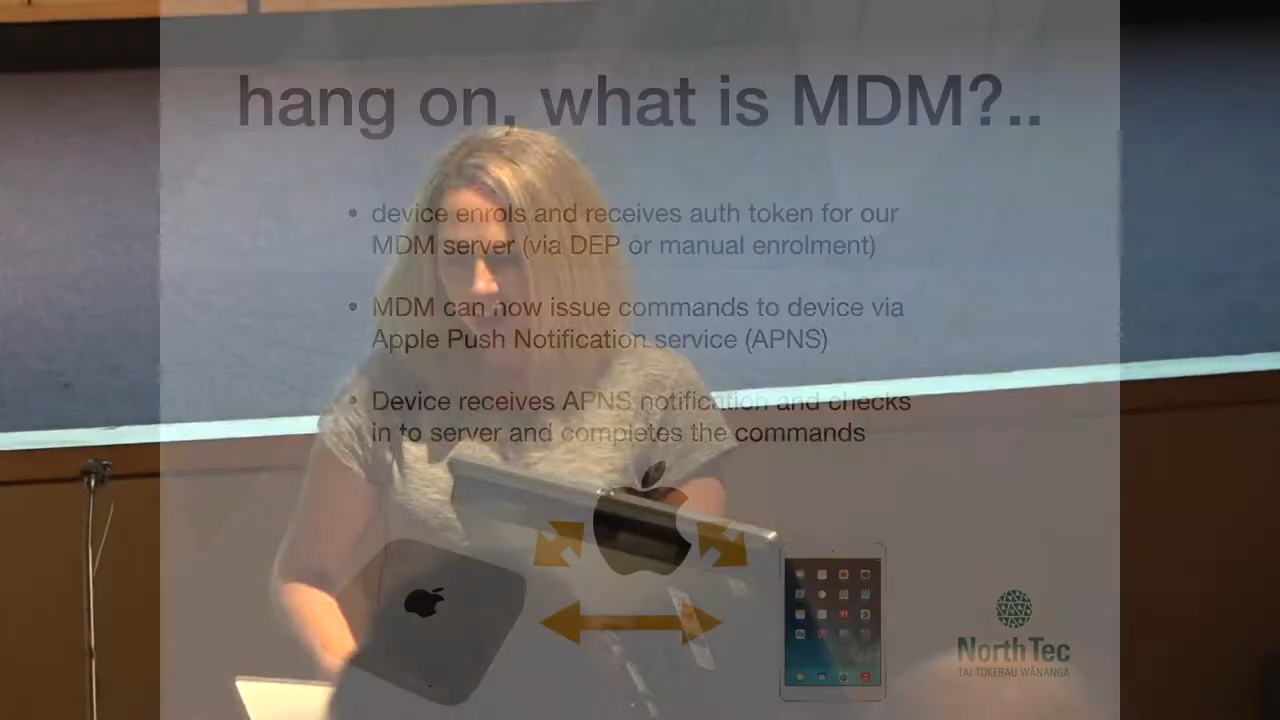 hang on, what is MDM?..
• device enrols and receives auth token for our
MDM server (via DEP or manual enrolment)
• MDM can now issue commands to device via
Apple Push Notification service (APNS)
• Device receives APNS notification and checks
in to server and completes the commands
NorthTec
TAI TOKERAU WĀNANGA